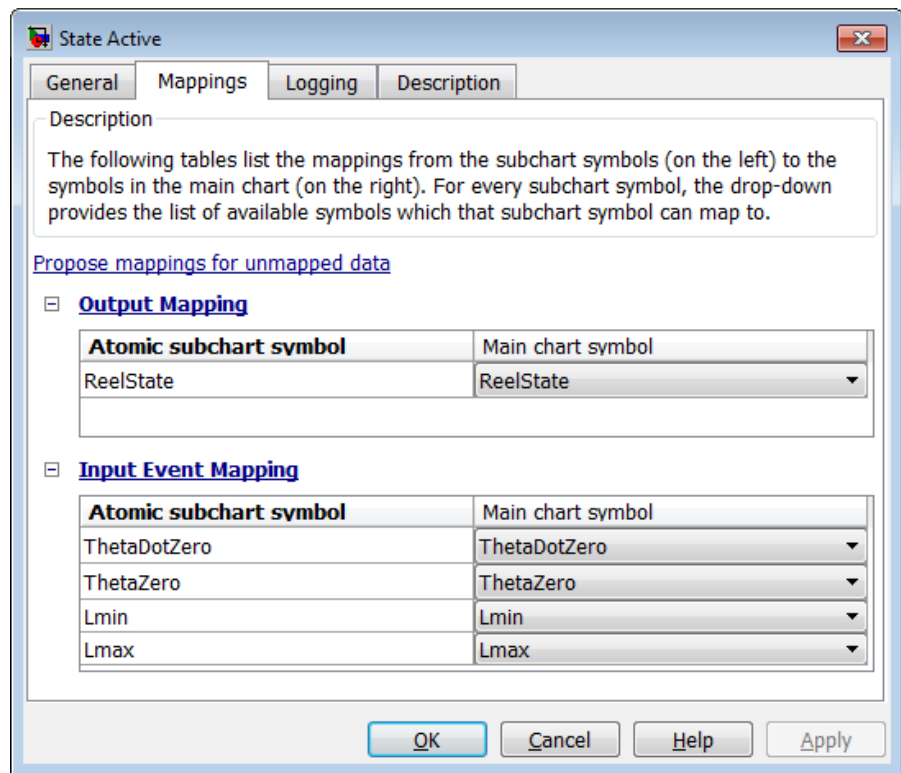 State Active
General Mappings Logging Description
Description
The following tables list the mappings from the subchart symbols (on the left) to the
symbols in the main chart (on the right). For every subchart symbol, the drop-down
provides the list of available symbols which that subchart symbol can map to.
Propose mappings for unmapped data
Output Mapping
Atomic subchart symbol Main chart symbol
ReelState ReelState
Input Event Mapping
Atomic subchart symbol Main chart symbol
ThetaDotZero ThetaDotZero
ThetaZero ThetaZero
Lmin Lmin
Lmax Lmax
OK Cancel Help Apply